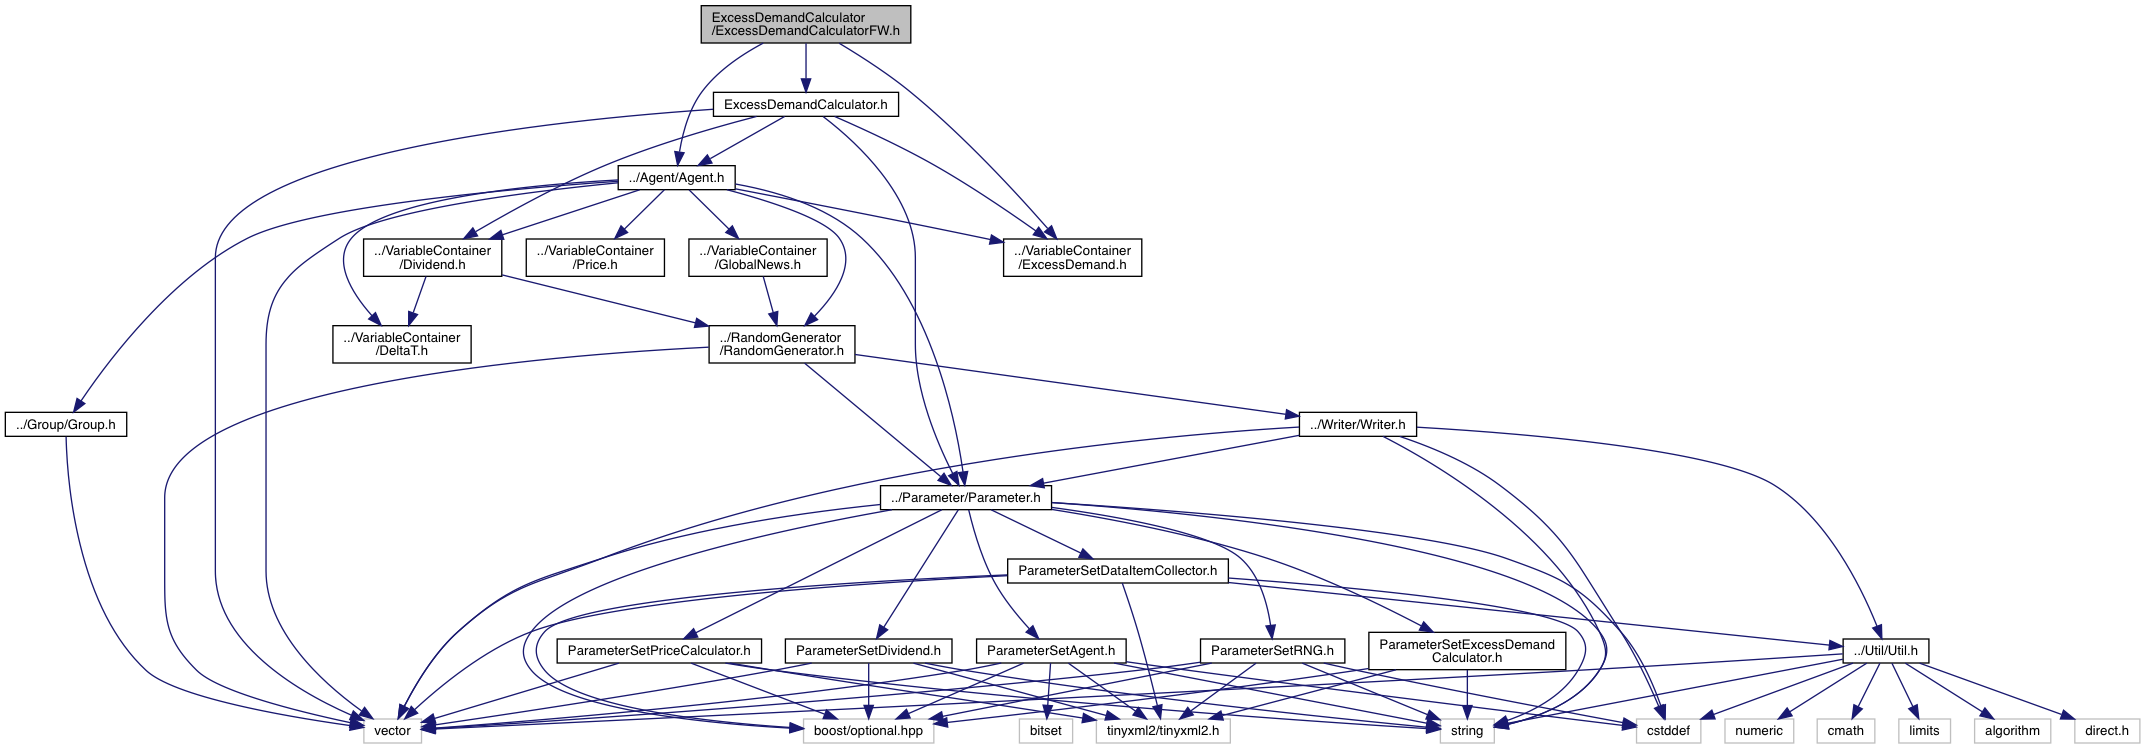 ExcessDemandCalculator
/ExcessDemandCalculatorFW.h
ExcessDemandCalculator.h
../Agent/Agent.h
../VariableContainer
/Dividend.h
../VariableContainer
/Price.h
../VariableContainer
/GlobalNews.h
../VariableContainer
/ExcessDemand.h
../VariableContainer
/DeltaT.h
../RandomGenerator
/RandomGenerator.h
../Group/Group.h
../Writer/Writer.h
../Parameter/Parameter.h
ParameterSetDataItemCollector.h
ParameterSetPriceCalculator.h
ParameterSetDividend.h
ParameterSetAgent.h
ParameterSetRNG.h
ParameterSetExcessDemand
Calculator.h
../Util/Util.h
vector
boost/optional.hpp
bitset
tinyxml2/tinyxml2.h
string
cstddef
numeric
cmath
limits
algorithm
direct.h